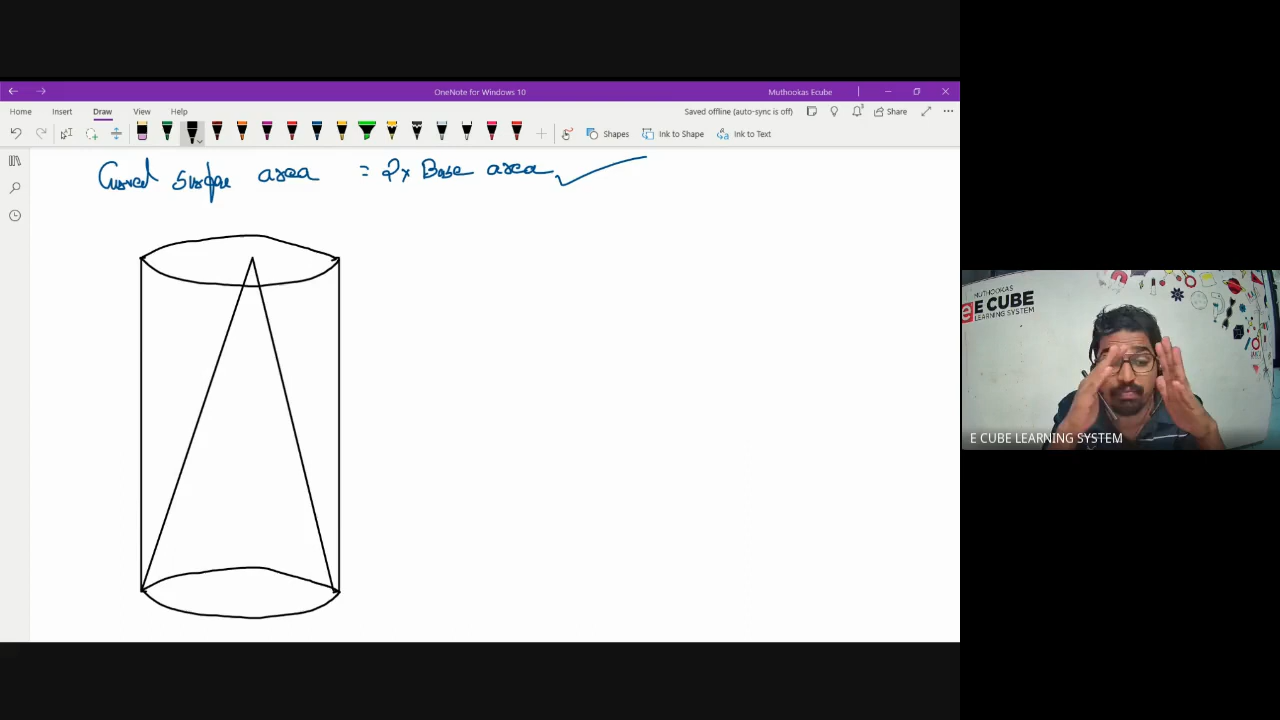 OneNote for Windows 10
Muthookas Ecube
Home Insert Draw View Help
Saved offline (auto-sync is off)
Share
Shapes
Ink to Shape
Ink to Text
Curved surface area = 2x Base area
MUTHOOKAS
e E CUBE
LEARNING SYSTEM
E CUBE LEARNING SYSTEM